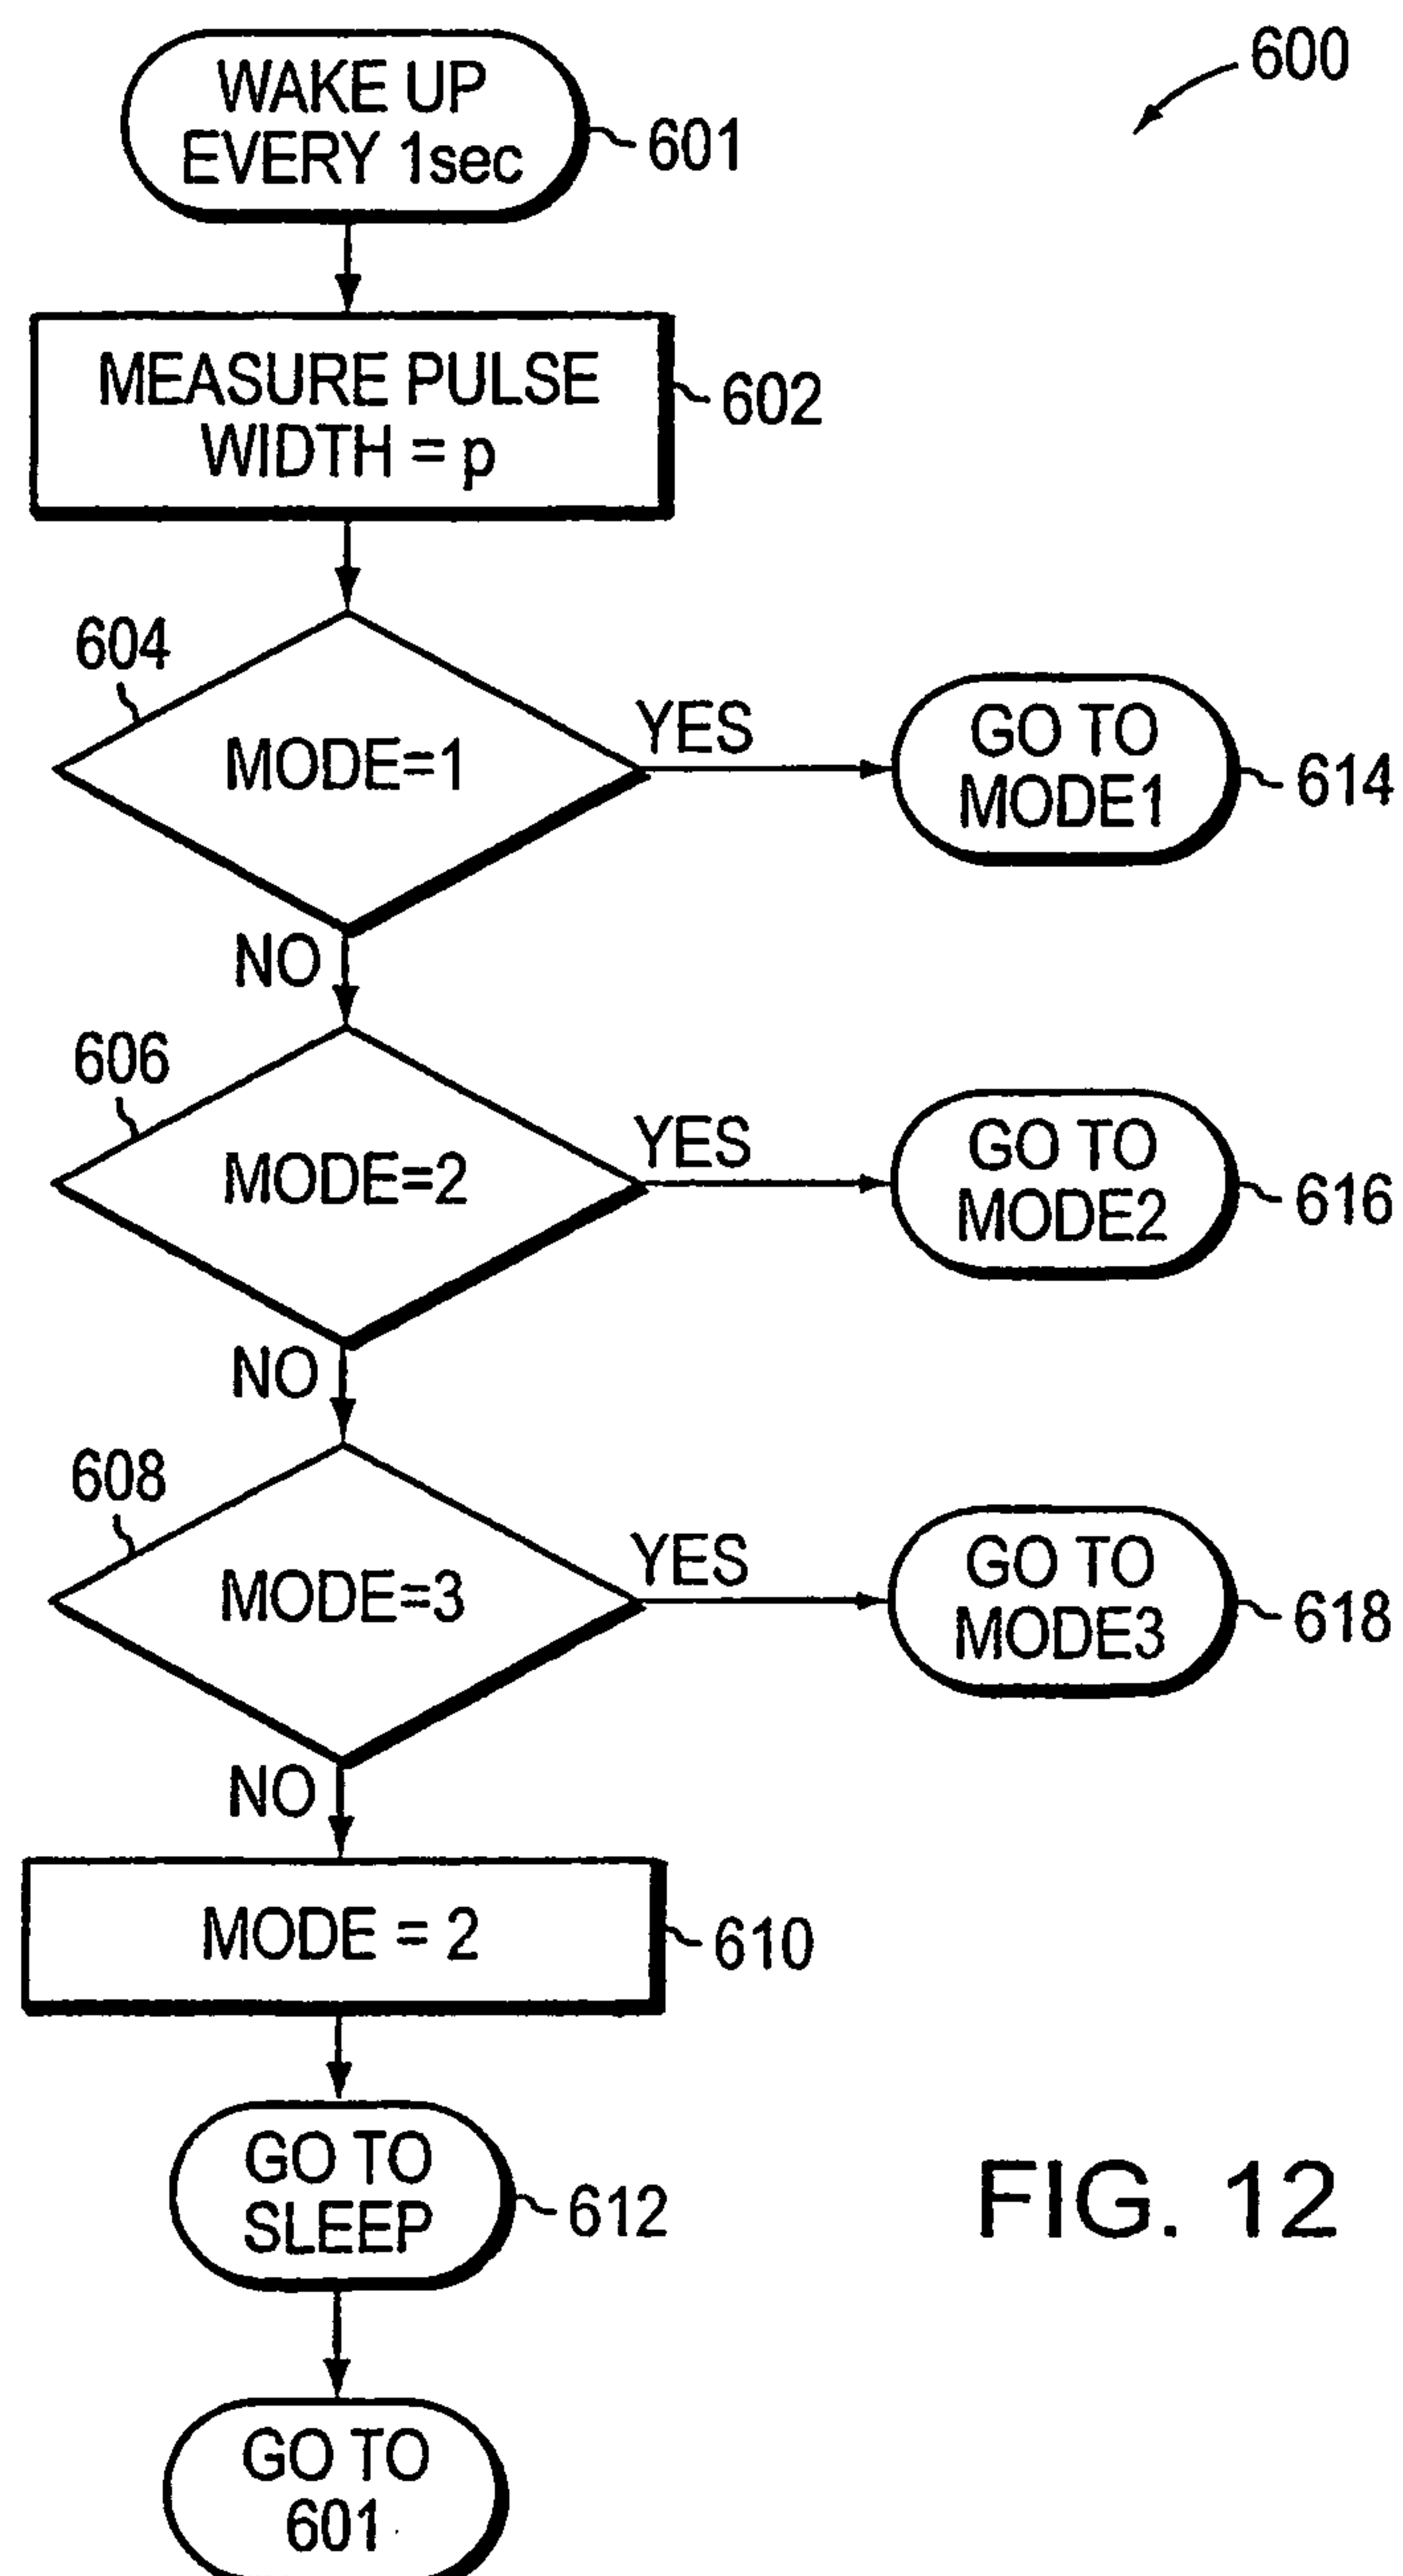 600
WAKE UP
EVERY 1sec
601
MEASURE PULSE
WIDTH = p
602
604
MODE=1
YES
GO TO
MODE1
614
NO
606
MODE=2
YES
GO TO
MODE2
616
NO
608
MODE=3
YES
GO TO
MODE3
618
NO
MODE = 2
610
GO TO
SLEEP
612
GO TO
601
FIG. 12